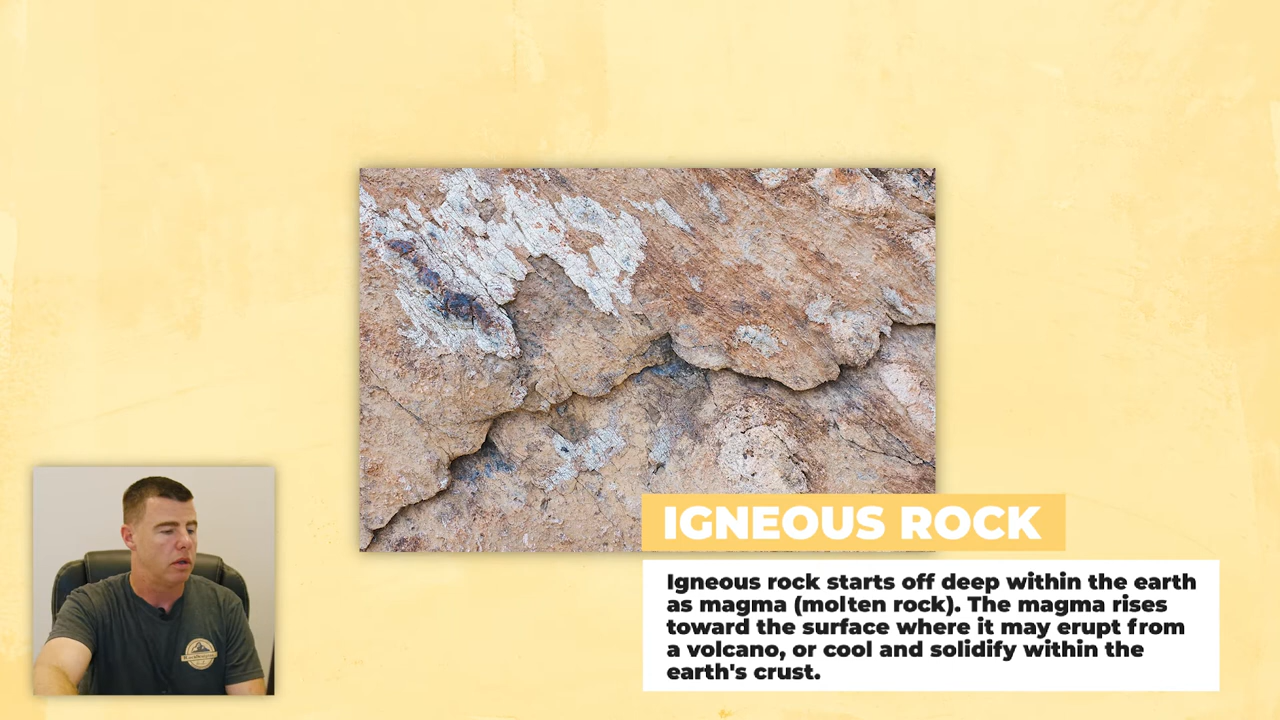 IGNEOUS ROCK
Igneous rock starts off deep within the earth
as magma (molten rock). The magma rises
toward the surface where it may erupt from
a volcano, or cool and solidify within the
earth's crust.